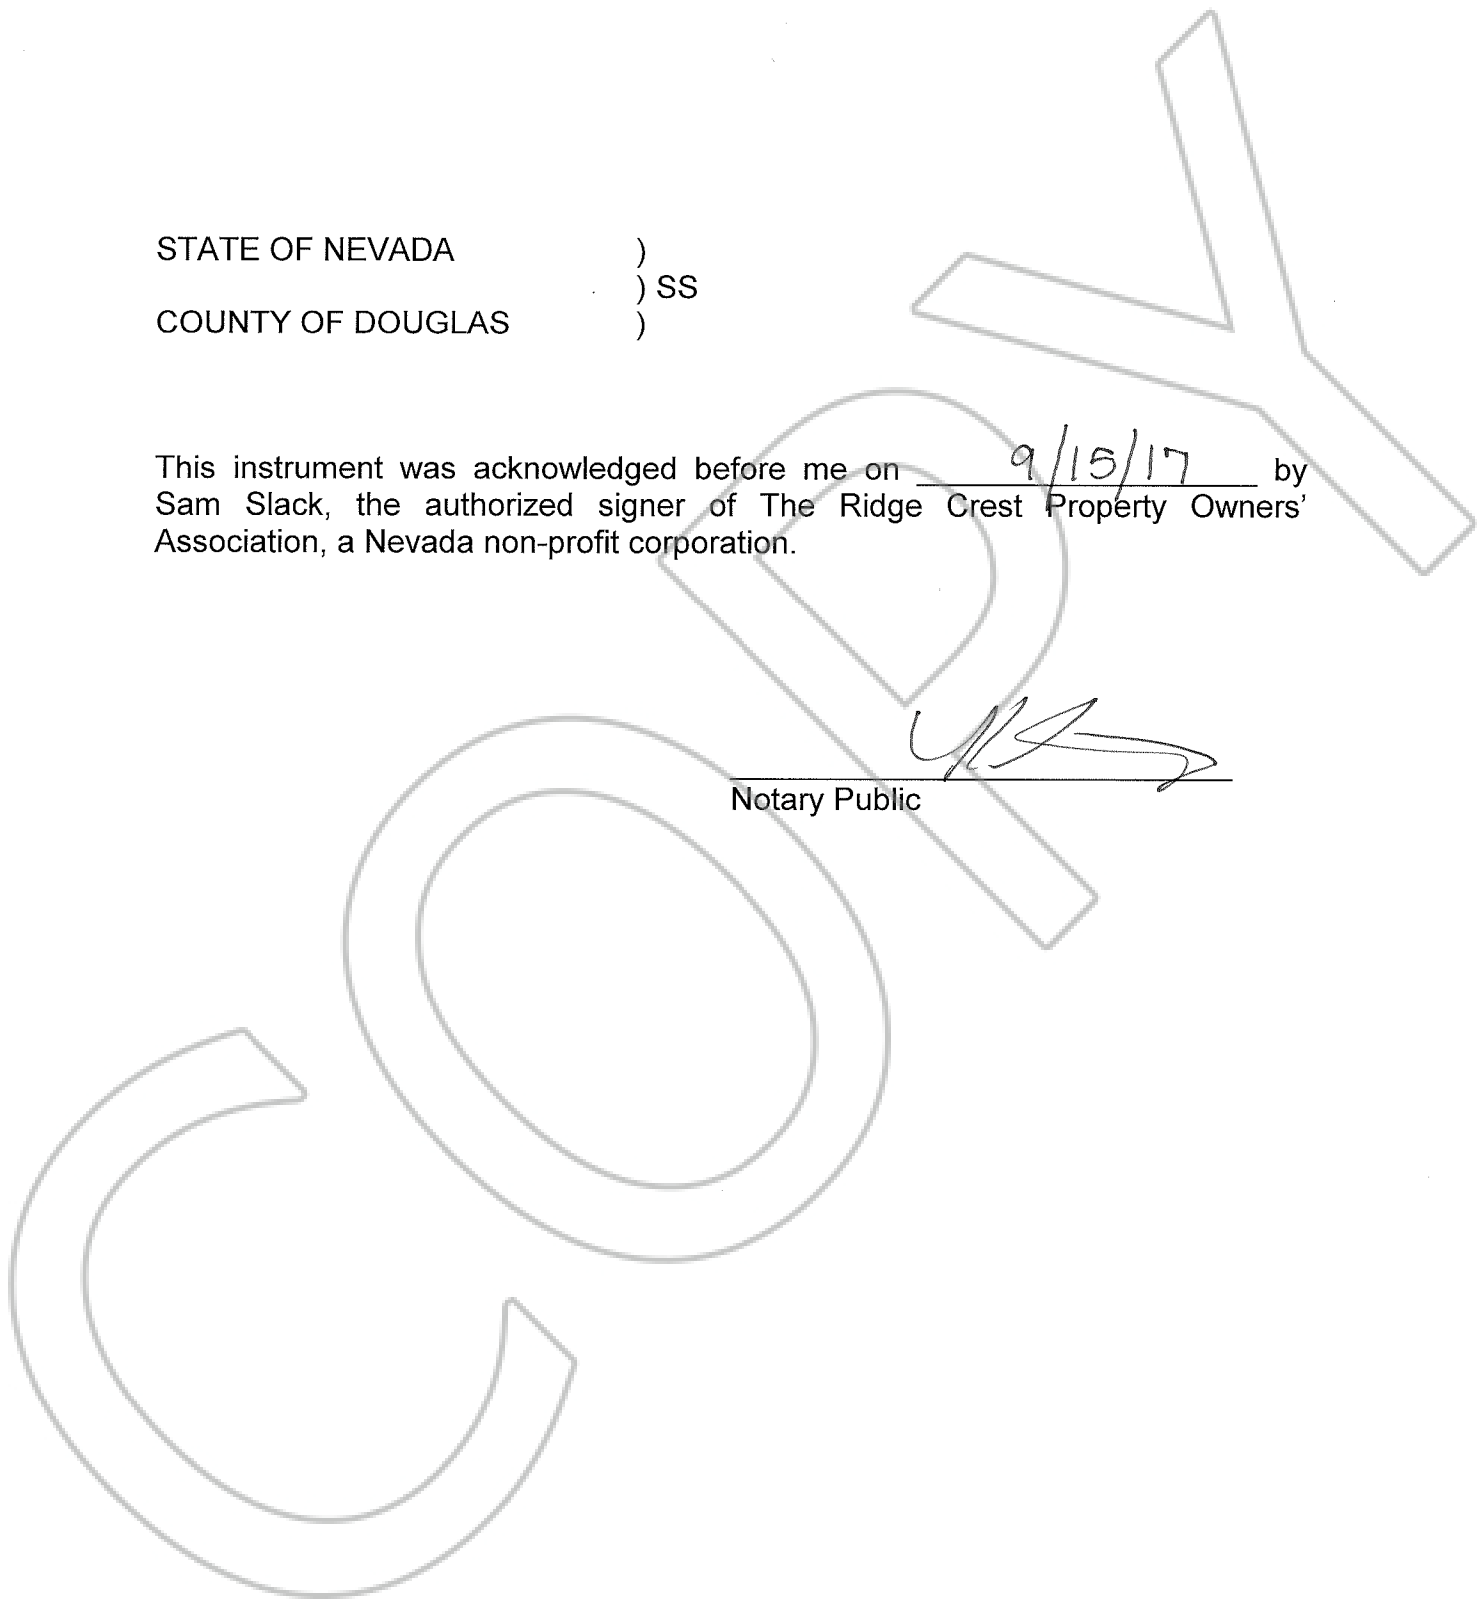 STATE OF NEVADA )
) SS
COUNTY OF DOUGLAS )
This instrument was acknowledged before me on 9/15/17 by
Sam Slack, the authorized signer of The Ridge Crest Property Owners'
Association, a Nevada non-profit corporation.
Notary Public
COPY